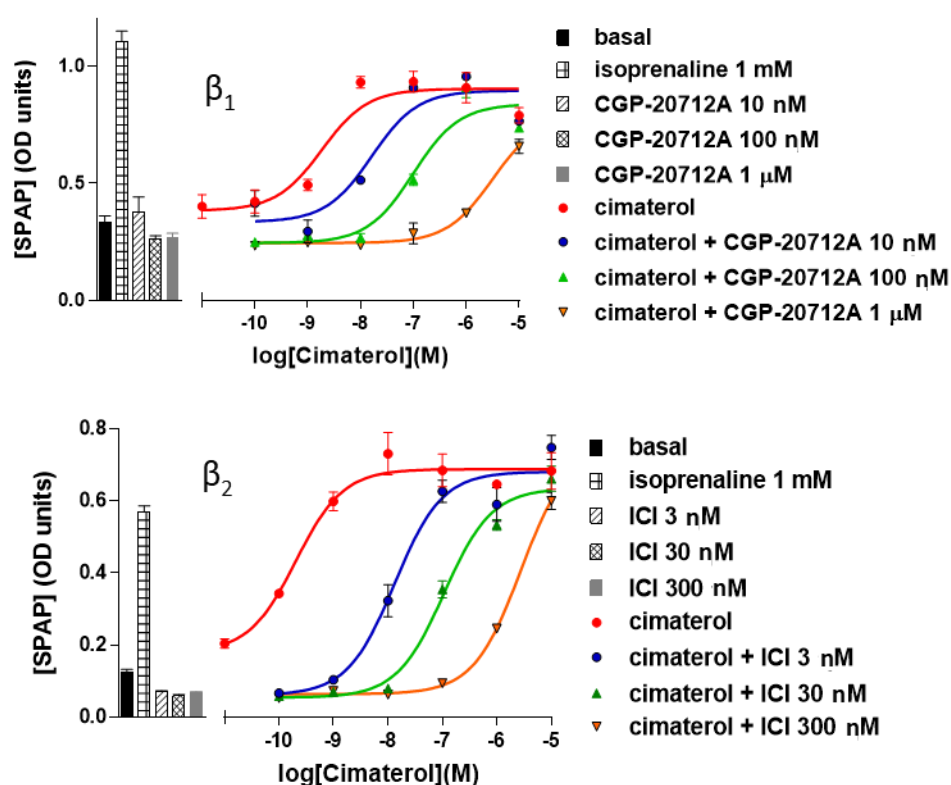 [SPAP] (OD units)
1.0
0.5
0.0
β1
-10 -9 -8 -7 -6 -5
log[Cimaterol](M)
basal
isoprenaline 1 mM
CGP-20712A 10 nM
CGP-20712A 100 nM
CGP-20712A 1 μM
cimaterol
cimaterol + CGP-20712A 10 nM
cimaterol + CGP-20712A 100 nM
cimaterol + CGP-20712A 1 μM
[SPAP] (OD units)
0.8
0.6
0.4
0.2
0.0
β2
-10 -9 -8 -7 -6 -5
log[Cimaterol](M)
basal
isoprenaline 1 mM
ICI 3 nM
ICI 30 nM
ICI 300 nM
cimaterol
cimaterol + ICI 3 nM
cimaterol + ICI 30 nM
cimaterol + ICI 300 nM